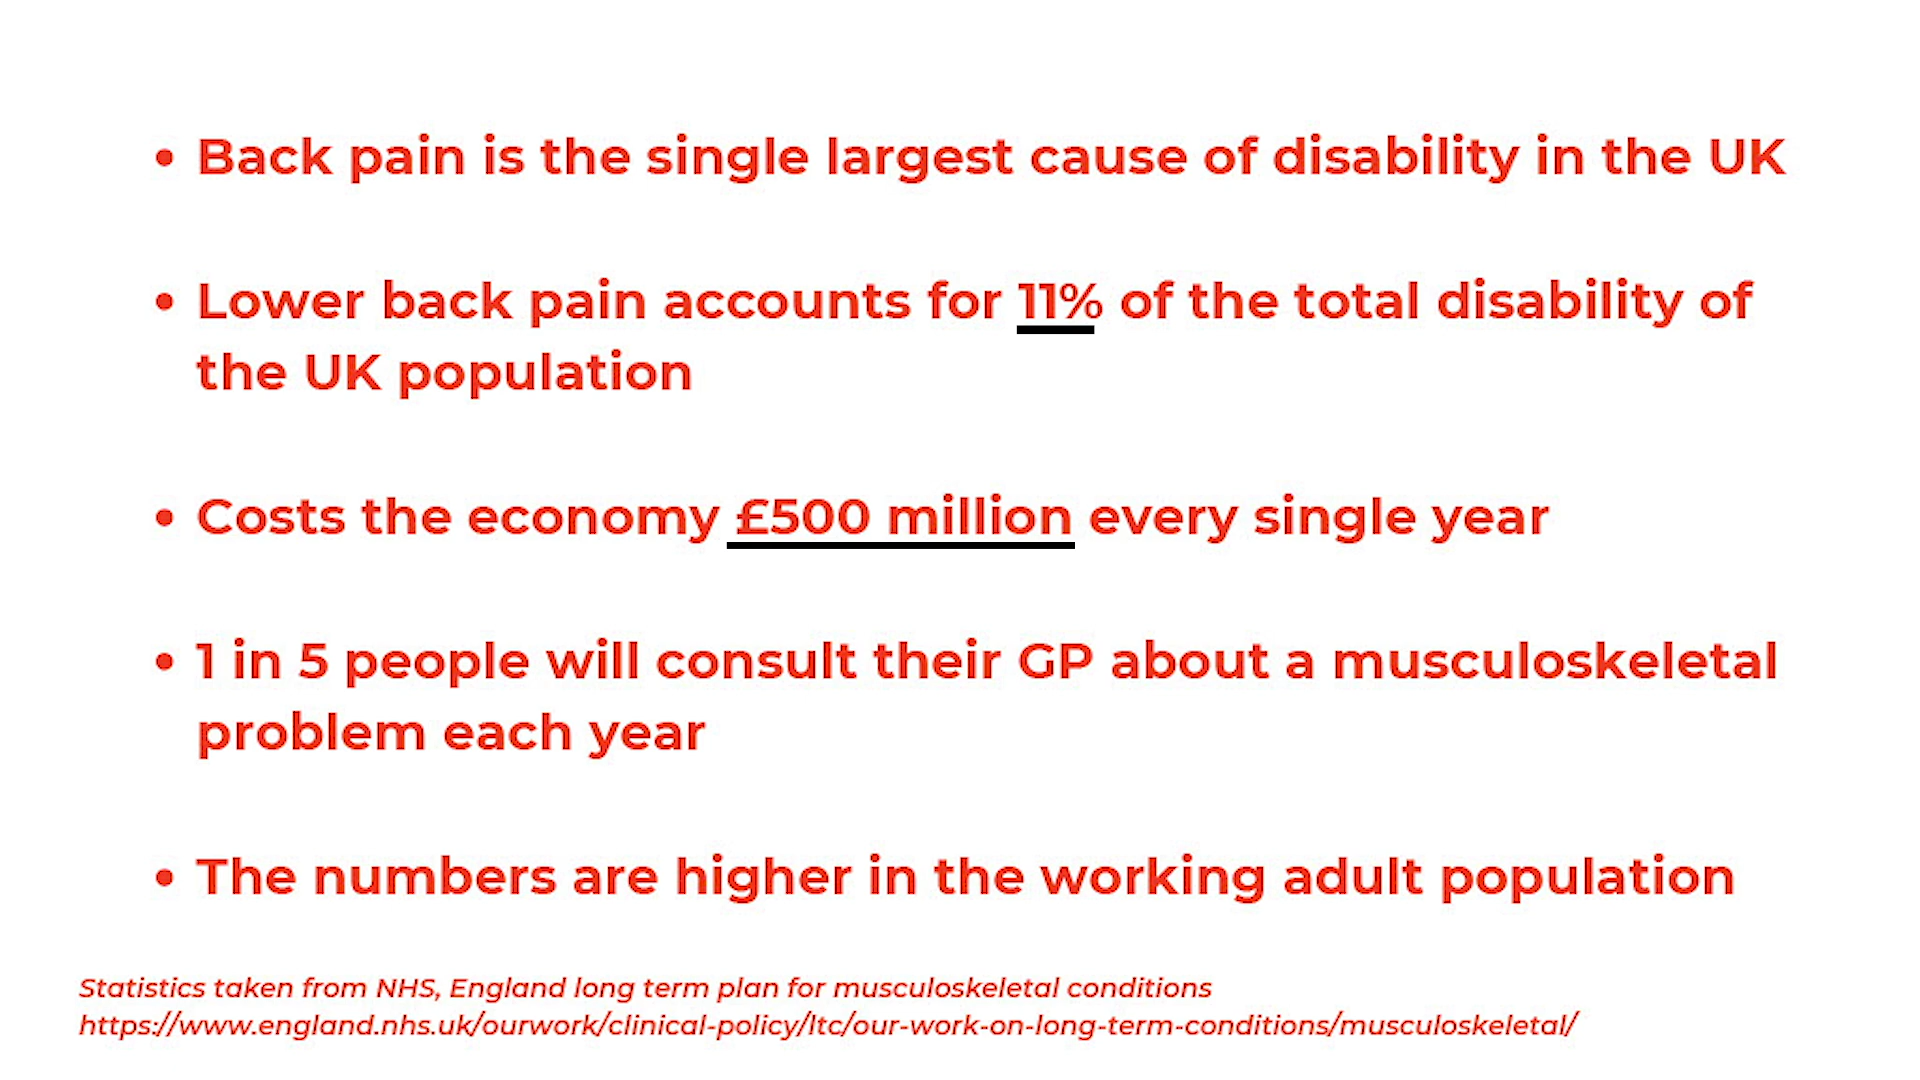 • Back pain is the single largest cause of disability in the UK
• Lower back pain accounts for 11% of the total disability of
the UK population
• Costs the economy £500 million every single year
• 1 in 5 people will consult their GP about a musculoskeletal
problem each year
• The numbers are higher in the working adult population
Statistics taken from NHS, England long term plan for musculoskeletal conditions
https://www.england.nhs.uk/ourwork/clinical-policy/ltc/our-work-on-long-term-conditions/musculoskeletal/